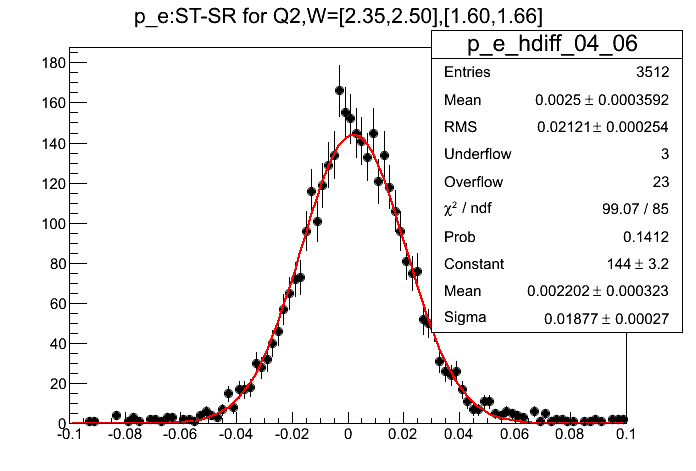 p_e:ST-SR for Q2,W=[2.35,2.50],[1.60,1.66]
p_e_hdiff_04_06
Entries 3512
Mean 0.0025 ± 0.0003592
RMS 0.02121 ± 0.000254
Underflow 3
Overflow 23
χ² / ndf 99.07 / 85
Prob 0.1412
Constant 144 ± 3.2
Mean 0.002202 ± 0.000323
Sigma 0.01877 ± 0.00027
180
160
140
120
100
80
60
40
20
0
-0.1 -0.08 -0.06 -0.04 -0.02 0 0.02 0.04 0.06 0.08 0.1